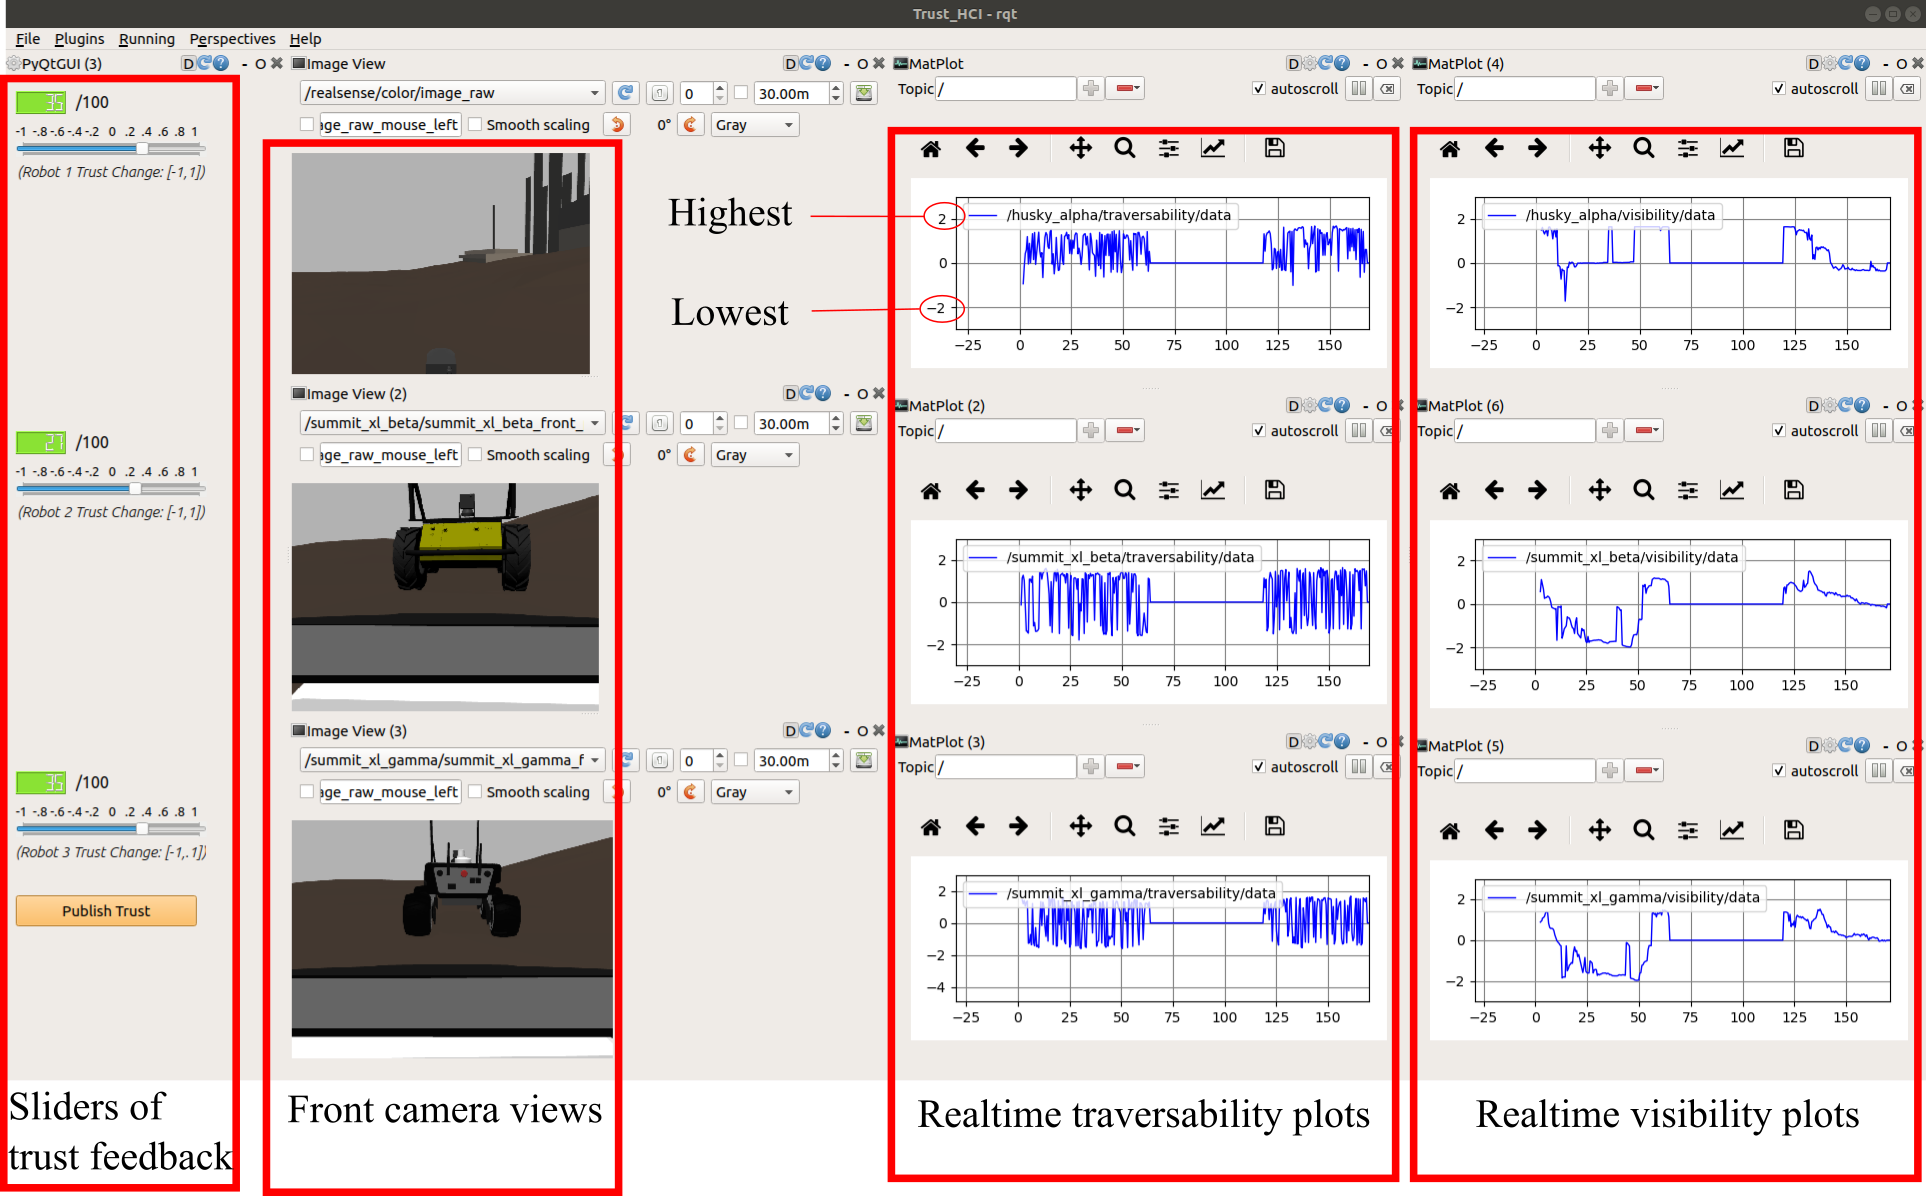 Trust_HCI - rqt
File Plugins Running Perspectives Help
PyQtGUI (3) D - O
35 /100
-1 -.8 -.6 -.4 -.2 0 .2 .4 .6 .8 1
(Robot 1 Trust Change: [-1,1])
27 /100
-1 -.8 -.6 -.4 -.2 0 .2 .4 .6 .8 1
(Robot 2 Trust Change: [-1,1])
35 /100
-1 -.8 -.6 -.4 -.2 0 .2 .4 .6 .8 1
(Robot 3 Trust Change: [-1,.1])
Publish Trust
Sliders of
trust feedback
Image View D - O
/realsense/color/image_raw 0 30.00m
age_raw_mouse_left Smooth scaling 0° Gray
Image View (2) D - O
/summit_xl_beta/summit_xl_beta_front_ 0 30.00m
age_raw_mouse_left Smooth scaling 0° Gray
Image View (3) D - O
/summit_xl_gamma/summit_xl_gamma_f 0 30.00m
age_raw_mouse_left Smooth scaling 0° Gray
Front camera views
Highest
Lowest
MatPlot D - O
Topic / autoscroll
/husky_alpha/traversability/data
2
0
−2
−25 0 25 50 75 100 125 150
MatPlot (2) D - O
Topic / autoscroll
/summit_xl_beta/traversability/data
2
0
−2
−25 0 25 50 75 100 125 150
MatPlot (3) D - O
Topic / autoscroll
/summit_xl_gamma/traversability/data
2
0
−2
−4
−25 0 25 50 75 100 125 150
Realtime traversability plots
MatPlot (4) D - O
Topic / autoscroll
/husky_alpha/visibility/data
2
0
−2
−25 0 25 50 75 100 125 150
MatPlot (6) D - O
Topic / autoscroll
/summit_xl_beta/visibility/data
2
0
−2
−25 0 25 50 75 100 125 150
MatPlot (5) D - O
Topic / autoscroll
/summit_xl_gamma/visibility/data
2
0
−2
−25 0 25 50 75 100 125 150
Realtime visibility plots